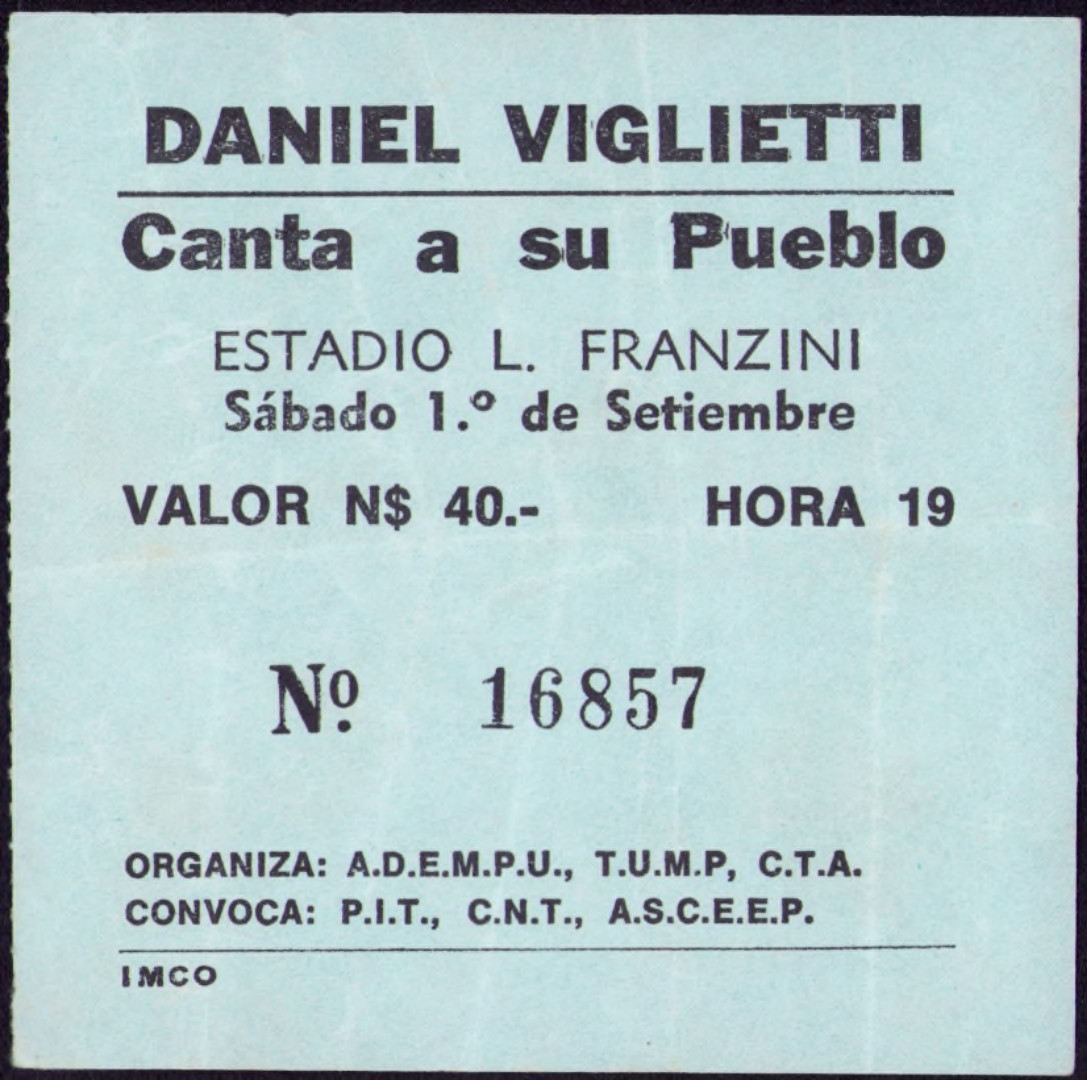 DANIEL VIGLIETTI
Canta a su Pueblo
ESTADIO L. FRANZINI
Sábado 1.º de Setiembre
VALOR N$ 40.- HORA 19
Nº 16857
ORGANIZA: A.D.E.M.P.U., T.U.M.P, C.T.A.
CONVOCA: P.I.T., C.N.T., A.S.C.E.E.P.
IMCO